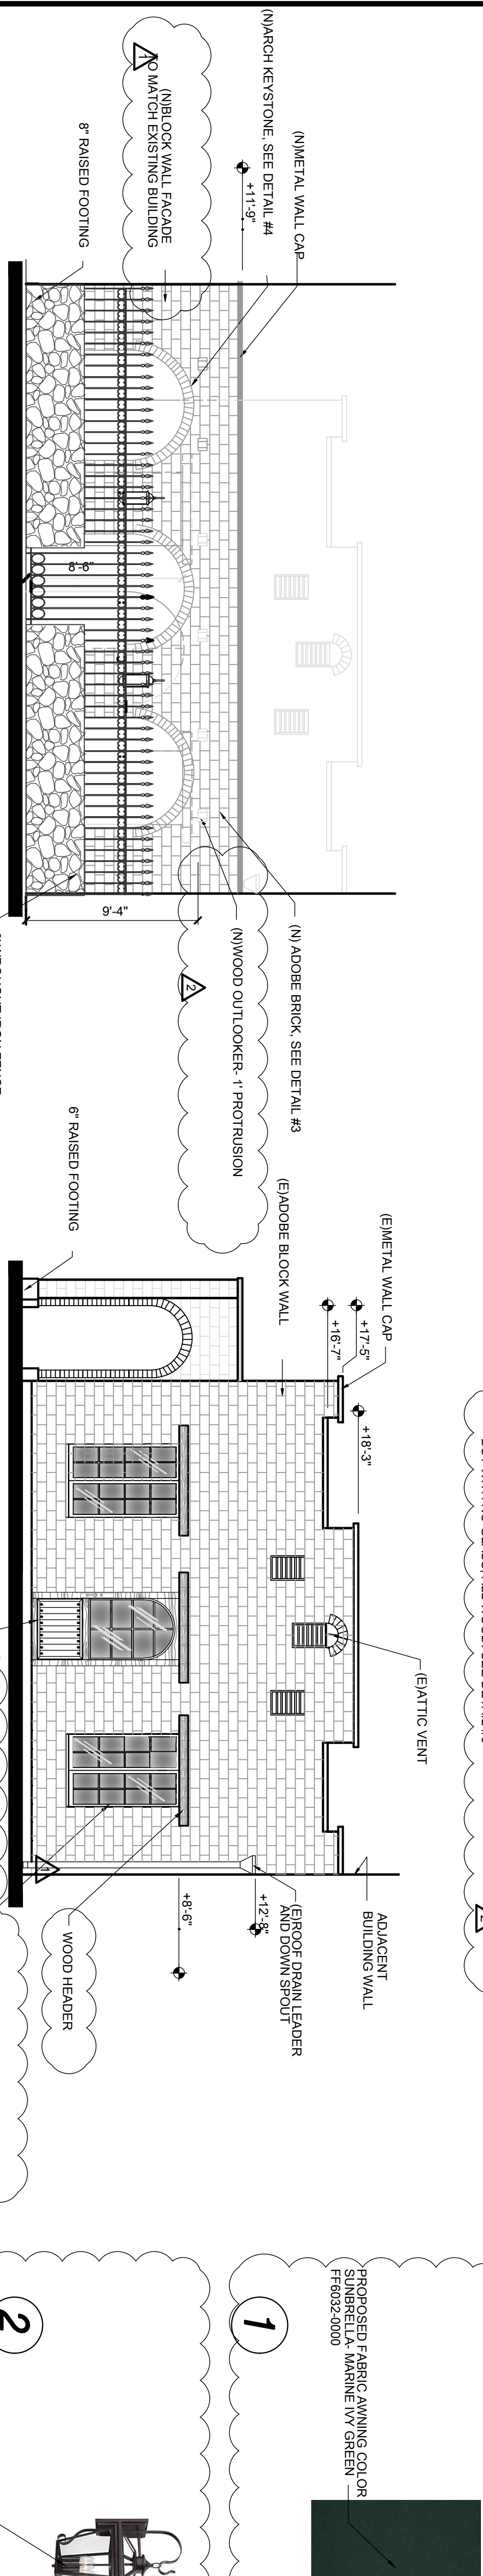 (N)ARCH KEYSTONE, SEE DETAIL #4
(N)METAL WALL CAP
+11'-9"
(N)BLOCK WALL FACADE
TO MATCH EXISTING BUILDING
1
8" RAISED FOOTING
8'-6"
9'-4"
(N) ADOBE BRICK, SEE DETAIL #3
(N)WOOD OUTLOOKER- 1' PROTRUSION
2
6" RAISED FOOTING
(E)METAL WALL CAP
(E)ADOBE BLOCK WALL
+17'-5"
+16'-7"
+18'-3"
(E)ATTIC VENT
ADJACENT
BUILDING WALL
(E)ROOF DRAIN LEADER
AND DOWN SPOUT
+12'-8"
+8'-6"
1
WOOD HEADER
1
PROPOSED FABRIC AWNING COLOR
SUNBRELLA- MARINE IVY GREEN
FF6032-0000
2